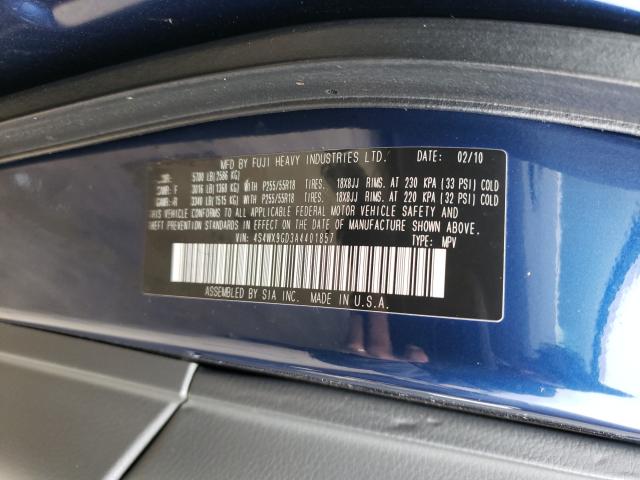 MFD BY FUJI HEAVY INDUSTRIES LTD. DATE: 02/10
5700 LB(2586 KG)
GAWR: F 3016 LB(1368 KG) WITH P255/55R18 TIRES. 18X8JJ RIMS. AT 230 KPA (33 PSI) COLD
GAWR: R 3340 LB(1515 KG) WITH P255/55R18 TIRES. 18X8JJ RIMS. AT 220 KPA (32 PSI) COLD
THIS VEHICLE CONFORMS TO ALL APPLICABLE FEDERAL MOTOR VEHICLE SAFETY AND
THEFT PREVENTION STANDARDS IN EFFECT ON THE DATE OF MANUFACTURE SHOWN ABOVE.
VIN: 4S4WX9GD3A4401857 TYPE: MPV
ASSEMBLED BY SIA INC. MADE IN U.S.A.